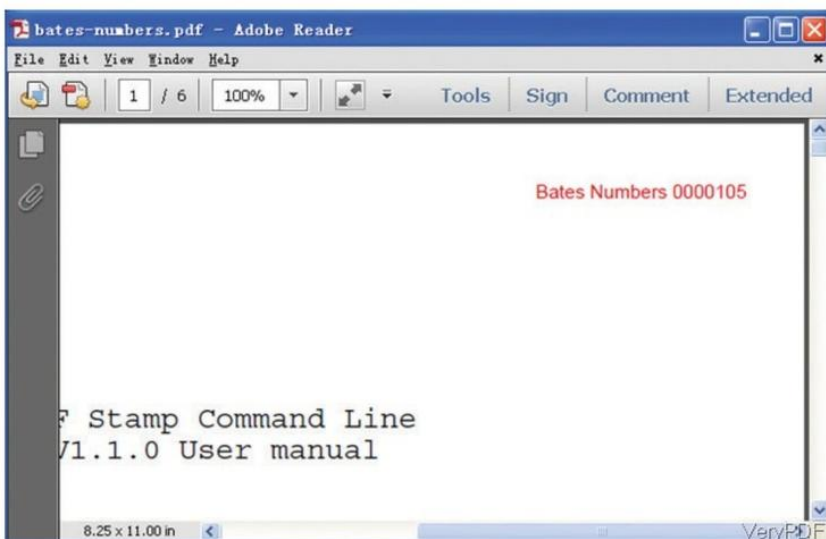 bates-numbers.pdf - Adobe Reader
File Edit View Window Help
1 / 6 100% Tools Sign Comment Extended
Bates Numbers 0000105
F Stamp Command Line
V1.1.0 User manual
8.25 x 11.00 in
VeryPDF